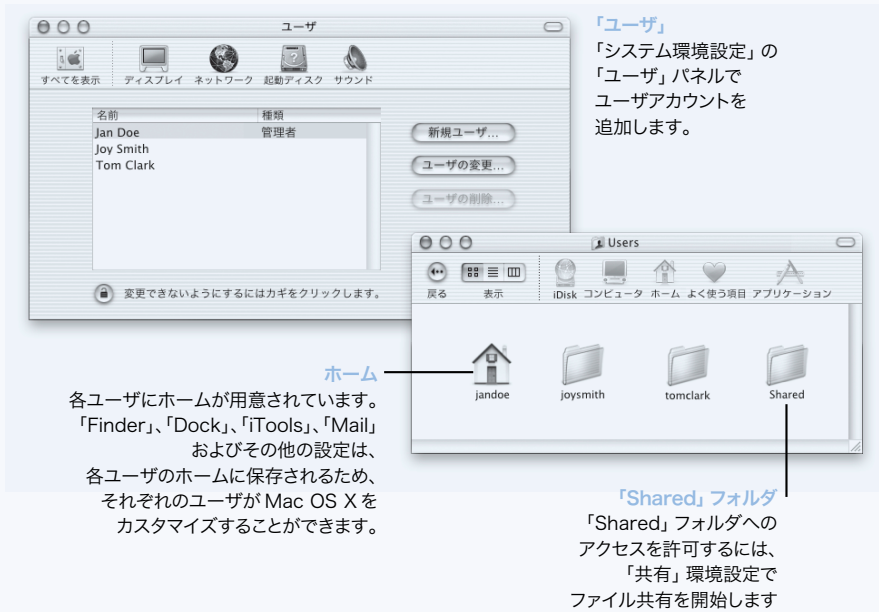 ユーザ
すべてを表示 ディスプレイ ネットワーク 起動ディスク サウンド
名前 種類
Jan Doe 管理者
Joy Smith
Tom Clark
新規ユーザ...
ユーザの変更...
ユーザの削除...
変更できないようにするにはカギをクリックします。
「ユーザ」
「システム環境設定」の
「ユーザ」パネルで
ユーザアカウントを
追加します。
Users
戻る 表示 iDisk コンピュータ ホーム よく使う項目 アプリケーション
jandoe joysmith tomclark Shared
ホーム
各ユーザにホームが用意されています。
「Finder」、「Dock」、「iTools」、「Mail」
およびその他の設定は、
各ユーザのホームに保存されるため、
それぞれのユーザが Mac OS X を
カスタマイズすることができます。
「Shared」フォルダ
「Shared」フォルダへの
アクセスを許可するには、
「共有」環境設定で
ファイル共有を開始します